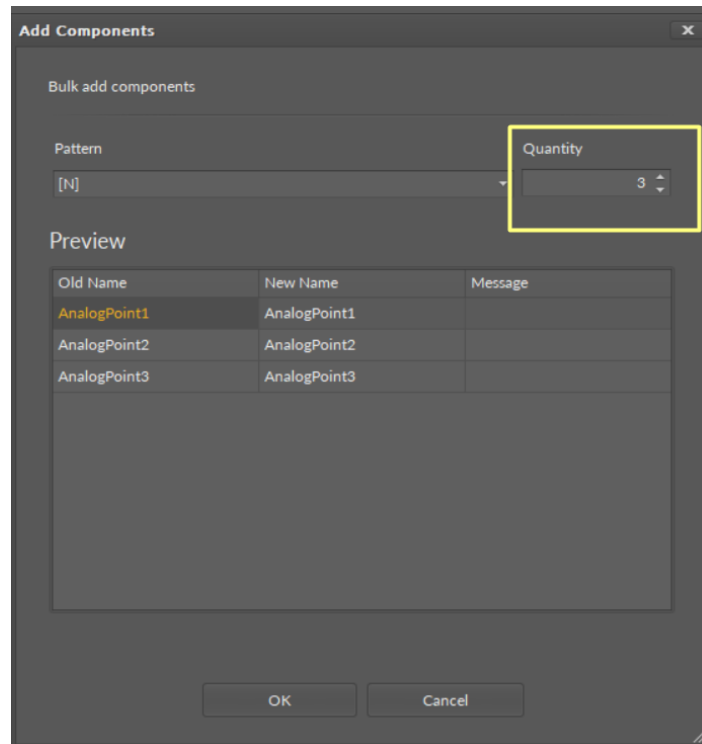 Add Components
x
Bulk add components
Pattern Quantity
[N] 3
Preview
Old Name New Name Message
AnalogPoint1 AnalogPoint1
AnalogPoint2 AnalogPoint2
AnalogPoint3 AnalogPoint3
OK Cancel